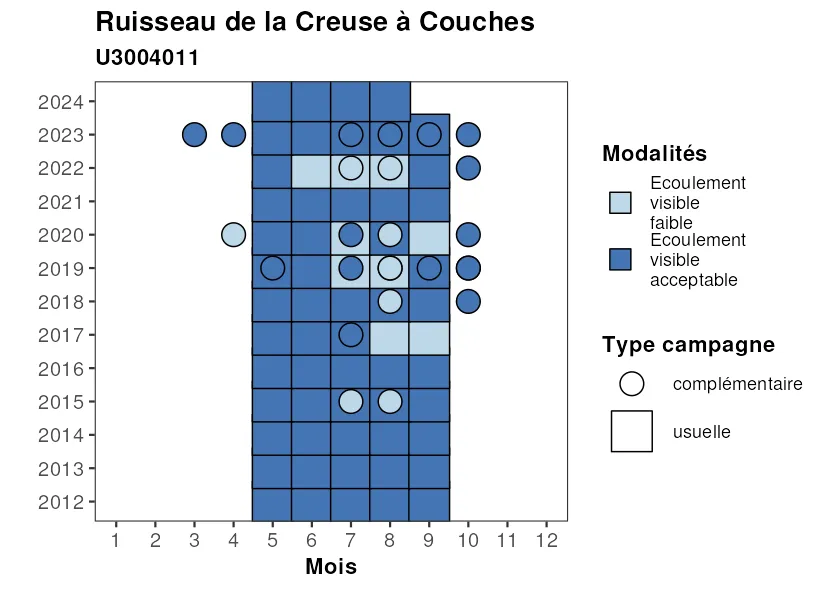 Ruisseau de la Creuse à Couches
U3004011
2024
2023
2022
2021
2020
2019
2018
2017
2016
2015
2014
2013
2012
1 2 3 4 5 6 7 8 9 10 11 12
Mois
Modalités
Ecoulement
visible
faible
Ecoulement
visible
acceptable
Type campagne
complémentaire
usuelle